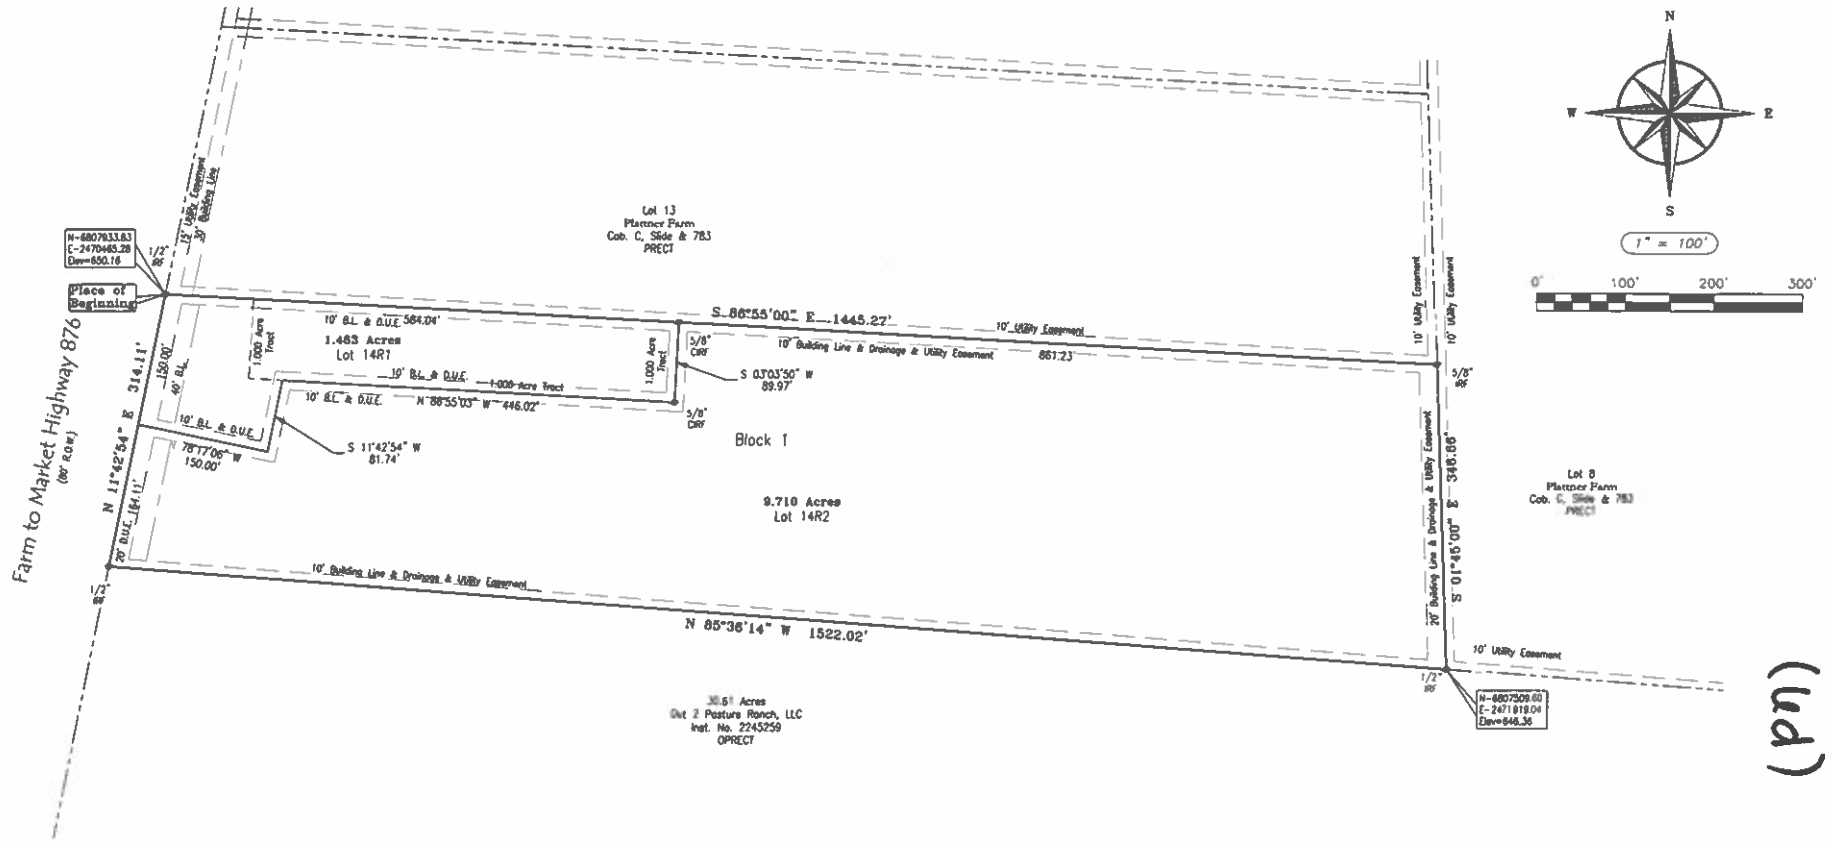 N
W
E
S
1" = 100'
0'
100'
200'
300'
15' Utility Easement
30' Building Line
Lot 13
Plattner Farm
Cab. C, Slide & 783
PRECT
N-6807933.83
E-2470465.28
Elev=650.16
1/2"
IRF
Place of
Beginning
Farm to Market Highway 876
(80' R.O.W.)
N 11°42'54" E 314.11'
150.00'
40' B.L.
1.000 Acre
Tract
10' B.L. & D.U.E. 584.04'
1.463 Acres
Lot 14R1
1.000 Acre
Tract
5/8"
CIRF
S 86°55'00" E 1445.27'
10' Utility Easement
10' Building Line & Drainage & Utility Easement
861.23'
10' Utility Easement
10' Utility Easement
5/8"
IRF
S 03°03'50" W
89.97'
10' B.L. & D.U.E.
1.000 Acre Tract
10' B.L. & D.U.E.
N 86°55'03" W 446.02'
5/8"
CIRF
10' B.L. & D.U.E.
78°17'06" W
150.00'
S 11°42'54" W
81.74'
Block 1
9.710 Acres
Lot 14R2
20' Building Line & Drainage & Utility Easement
S 01°45'00" E 346.66'
Lot 8
Plattner Farm
Cab. C, Slide & 783
PRECT
20' D.U.E. 164.11'
1/2"
IRF
10' Building Line & Drainage & Utility Easement
N 85°36'14" W 1522.02'
10' Utility Easement
1/2"
IRF
N-6807509.60
E-2471919.04
Elev=646.36
30.61 Acres
Out 2 Pasture Ranch, LLC
Inst. No. 2245259
OPRECT